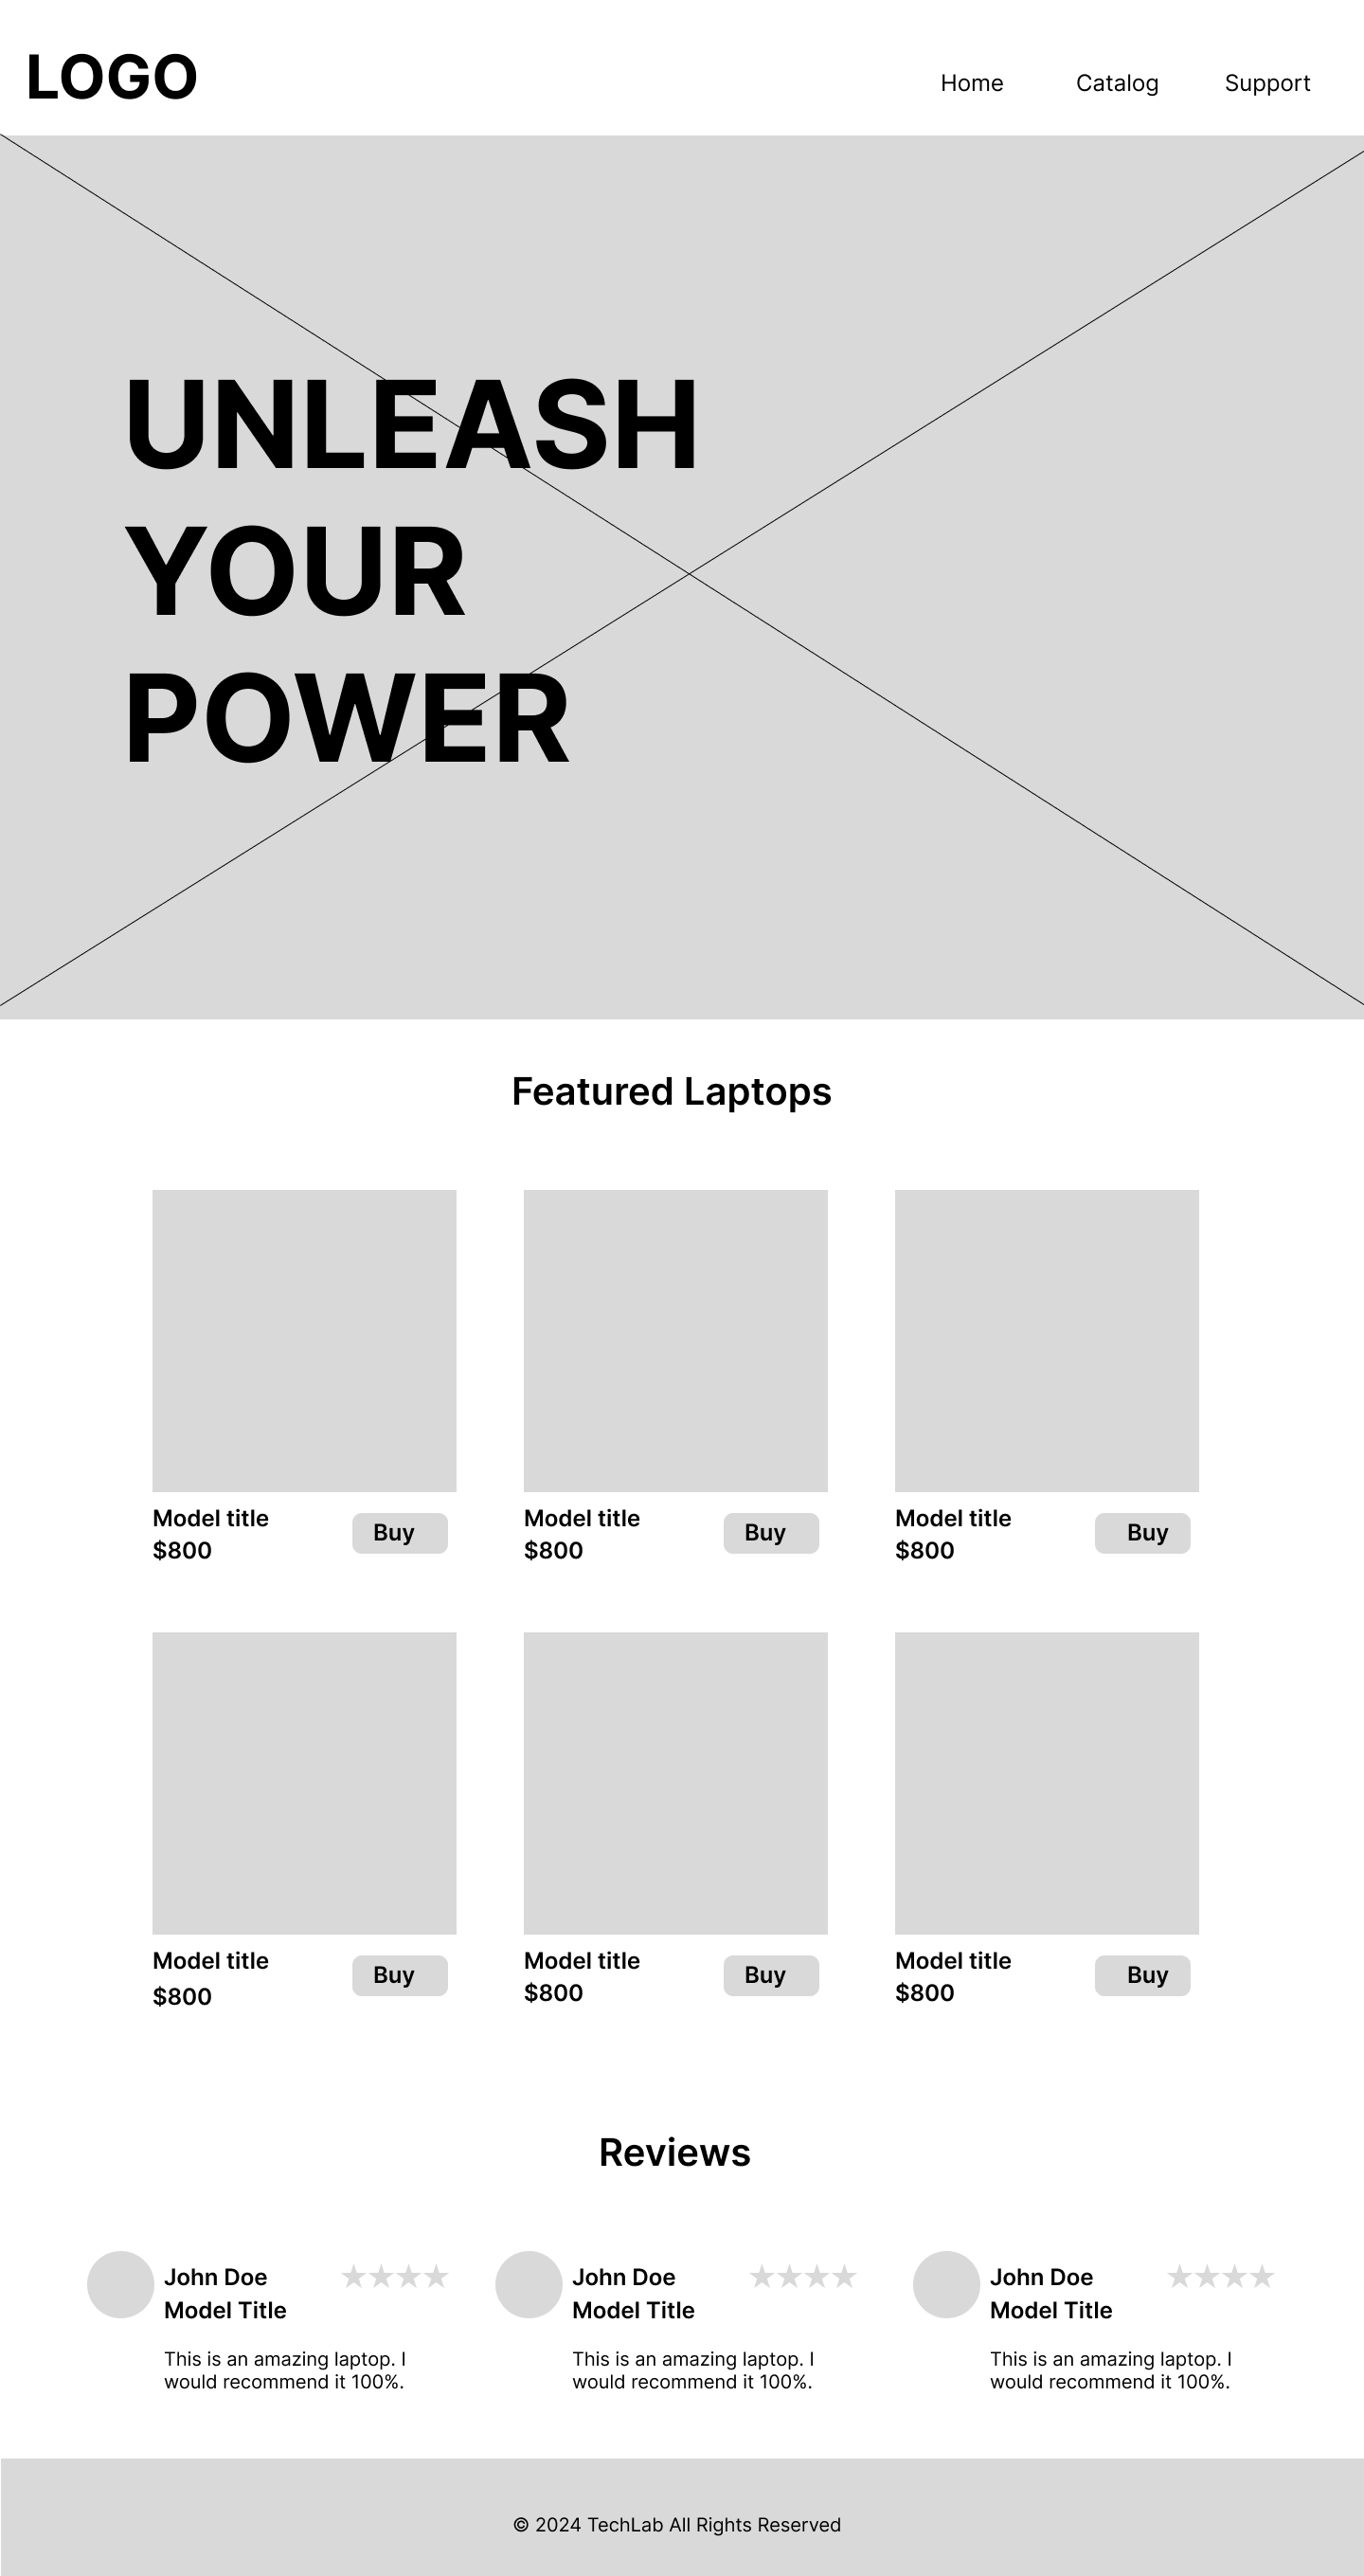 LOGO
Home Catalog Support
UNLEASH
YOUR
POWER
Featured Laptops
Model title
$800
Buy
Model title
$800
Buy
Model title
$800
Buy
Model title
$800
Buy
Model title
$800
Buy
Model title
$800
Buy
Reviews
John Doe
★★★★
Model Title
This is an amazing laptop. I
would recommend it 100%.
John Doe
★★★★
Model Title
This is an amazing laptop. I
would recommend it 100%.
John Doe
★★★★
Model Title
This is an amazing laptop. I
would recommend it 100%.
© 2024 TechLab All Rights Reserved